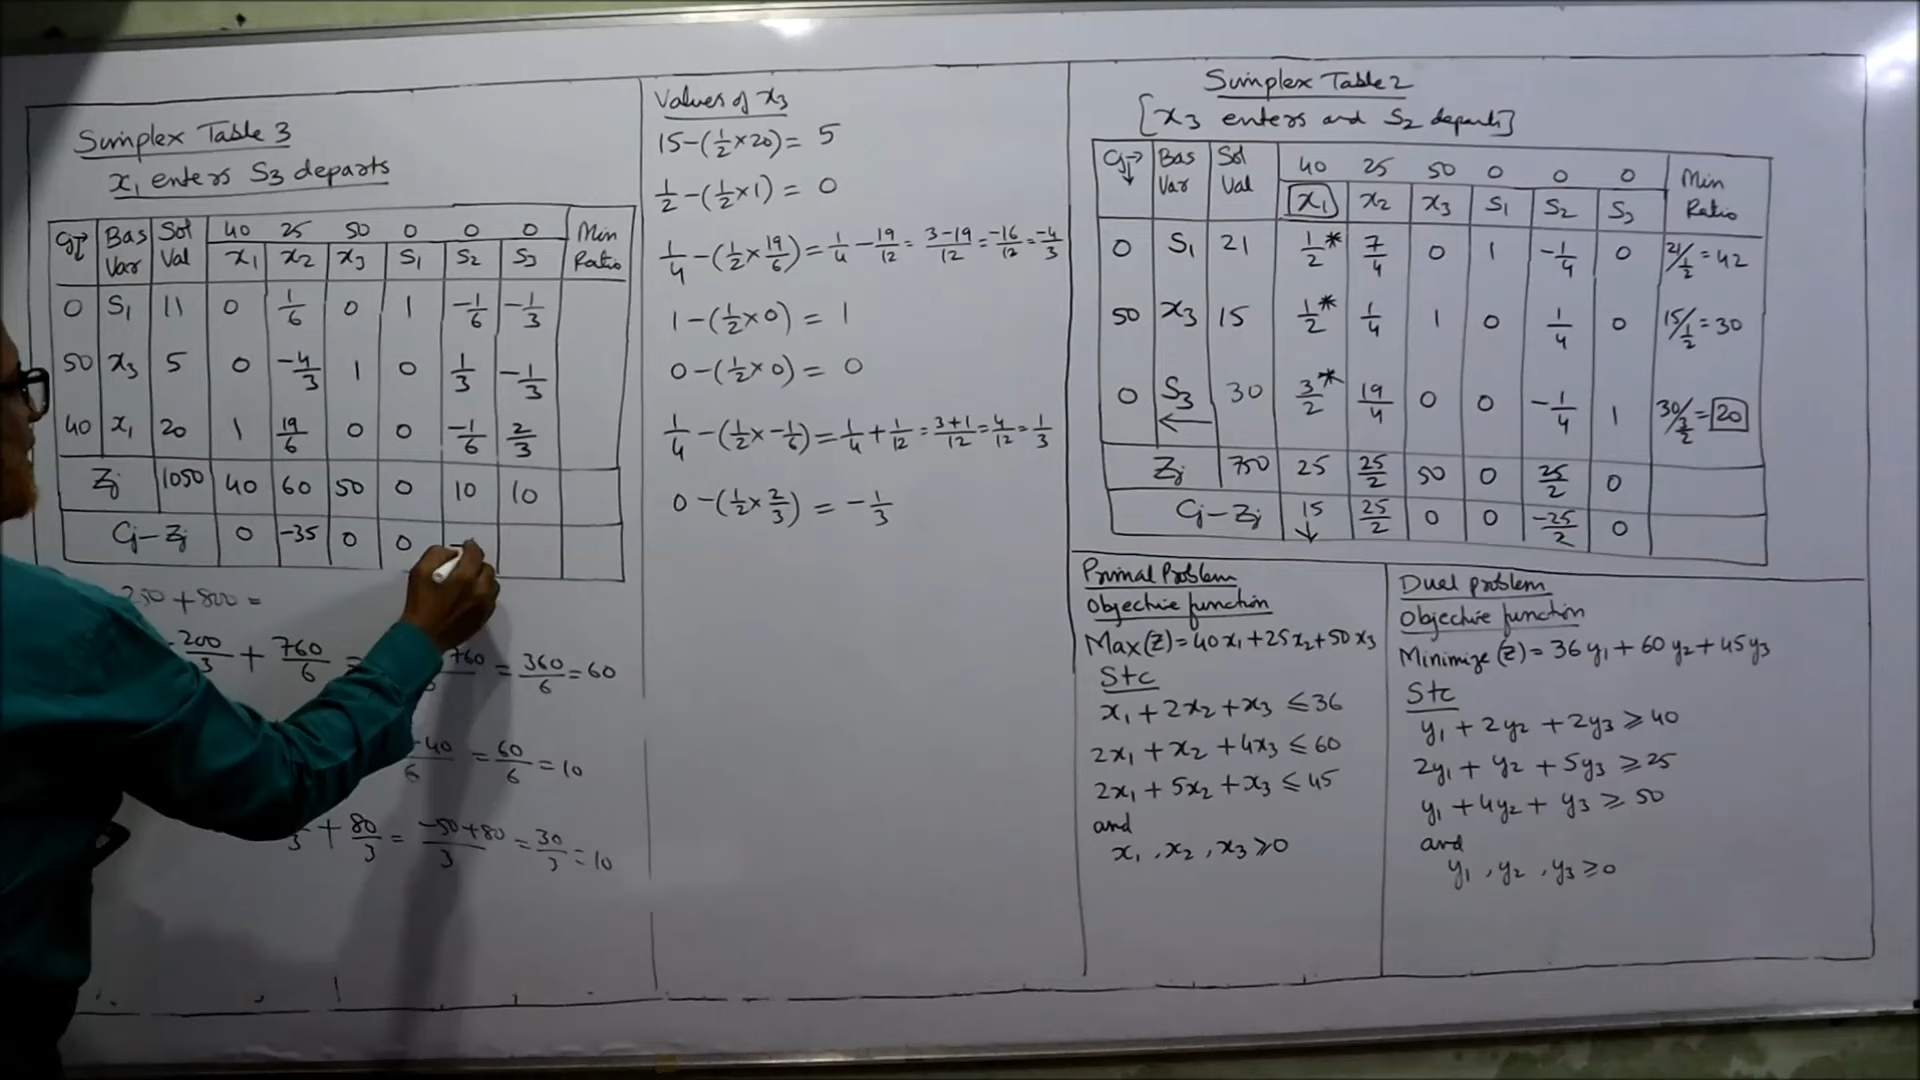 Simplex Table 3
x₁ enters S₃ departs
Cj→↓ Bas Var Sol Val 40 25 50 0 0 0 Min Ratio
x₁ x₂ x₃ S₁ S₂ S₃
0 S₁ 11 0 1/6 0 1 -1/6 -1/3
50 x₃ 5 0 -4/3 1 0 1/3 -1/3
40 x₁ 20 1 19/6 0 0 -1/6 2/3
Zj 1050 40 60 50 0 10 10
Cj-Zj 0 -35 0 0 -
250+800=
-200/3 + 760/6 = 760 = 360/6 = 60
-40/6 = 60/6 = 10
+ 80/3 = -50+80/3 = 30/3 = 10
Values of x₃
15-(1/2×20)= 5
1/2-(1/2×1) = 0
1/4-(1/2×19/6)=1/4-19/12=3-19/12=-16/12=-4/3
1-(1/2×0) = 1
0-(1/2×0) = 0
1/4-(1/2×-1/6)=1/4+1/12=3+1/12=4/12=1/3
0-(1/2×2/3) = -1/3
Simplex Table 2
[x₃ enters and S₂ departs]
Cj→↓ Bas Var Sol Val 40 25 50 0 0 0 Min Ratio
x₁ x₂ x₃ S₁ S₂ S₃
0 S₁ 21 1/2* 7/4 0 1 -1/4 0 21/1/2=42
50 x₃ 15 1/2* 1/4 1 0 1/4 0 15/1/2=30
0 S₃ ← 30 3/2* 19/4 0 0 -1/4 1 30/3/2=20
Zj 750 25 25/2 50 0 25/2 0
Cj-Zj 15 ↓ 25/2 0 0 -25/2 0
Primal Problem
Objective function
Max(Z)=40x₁+25x₂+50x₃
Stc
x₁+2x₂+x₃ ≤36
2x₁+x₂+4x₃ ≤60
2x₁+5x₂+x₃ ≤45
and
x₁,x₂,x₃≥0
Dual problem
Objective function
Minimize(Z)=36y₁+60y₂+45y₃
Stc
y₁+2y₂+2y₃≥40
2y₁+y₂+5y₃≥25
y₁+4y₂+y₃≥50
and
y₁,y₂,y₃≥0